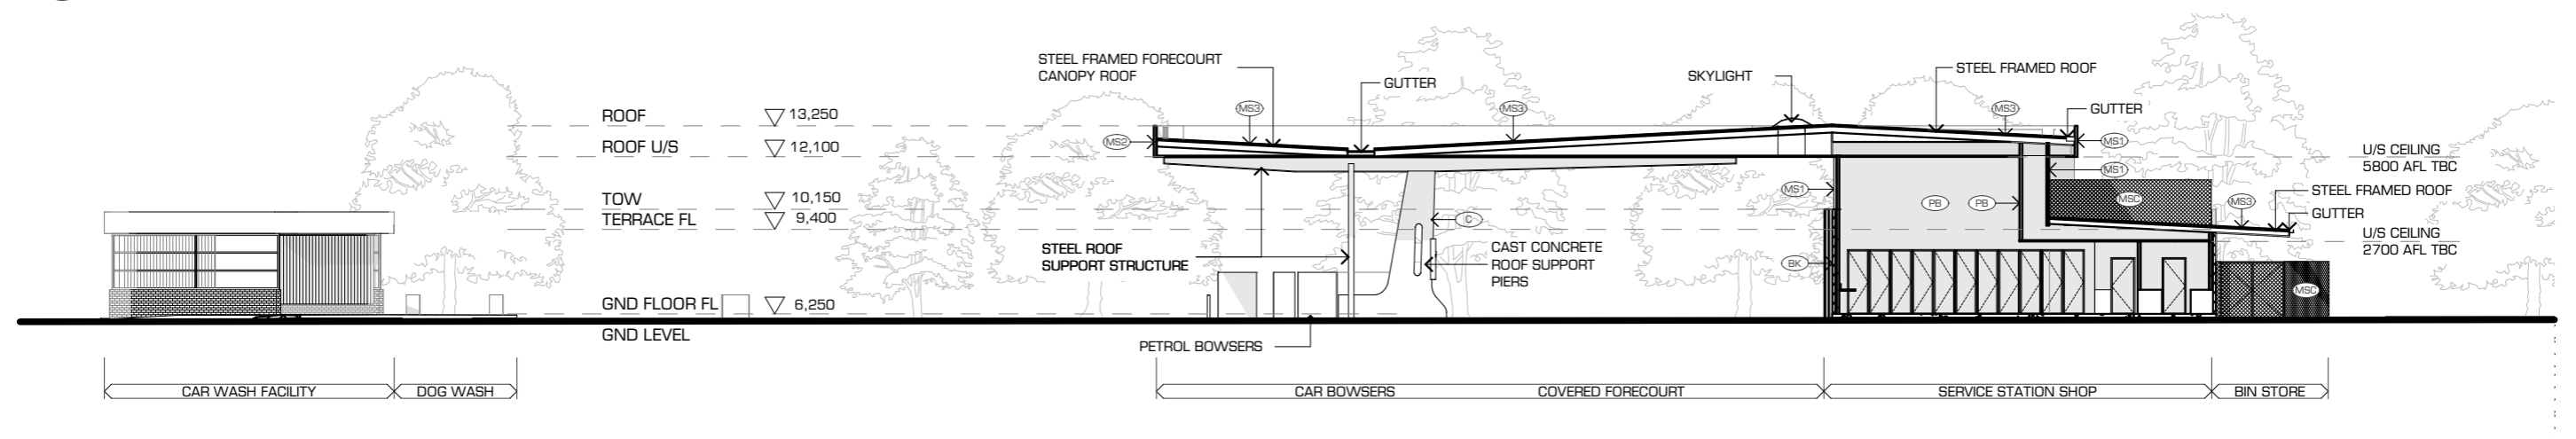 STEEL FRAMED FORECOURT
CANOPY ROOF
GUTTER
SKYLIGHT
STEEL FRAMED ROOF
ROOF 13,250
MS3
MS3
MS3
GUTTER
ROOF U/S 12,100
MS2
MS1
U/S CEILING
5800 AFL TBC
MS1
TOW 10,150
MS1
STEEL FRAMED ROOF
TERRACE FL 9,400
C
PB
PB
MSC
MS3
GUTTER
STEEL ROOF
SUPPORT STRUCTURE
CAST CONCRETE
ROOF SUPPORT
PIERS
BK
U/S CEILING
2700 AFL TBC
MSC
GND FLOOR FL 6,250
GND LEVEL
PETROL BOWSERS
CAR WASH FACILITY
DOG WASH
CAR BOWSERS
COVERED FORECOURT
SERVICE STATION SHOP
BIN STORE